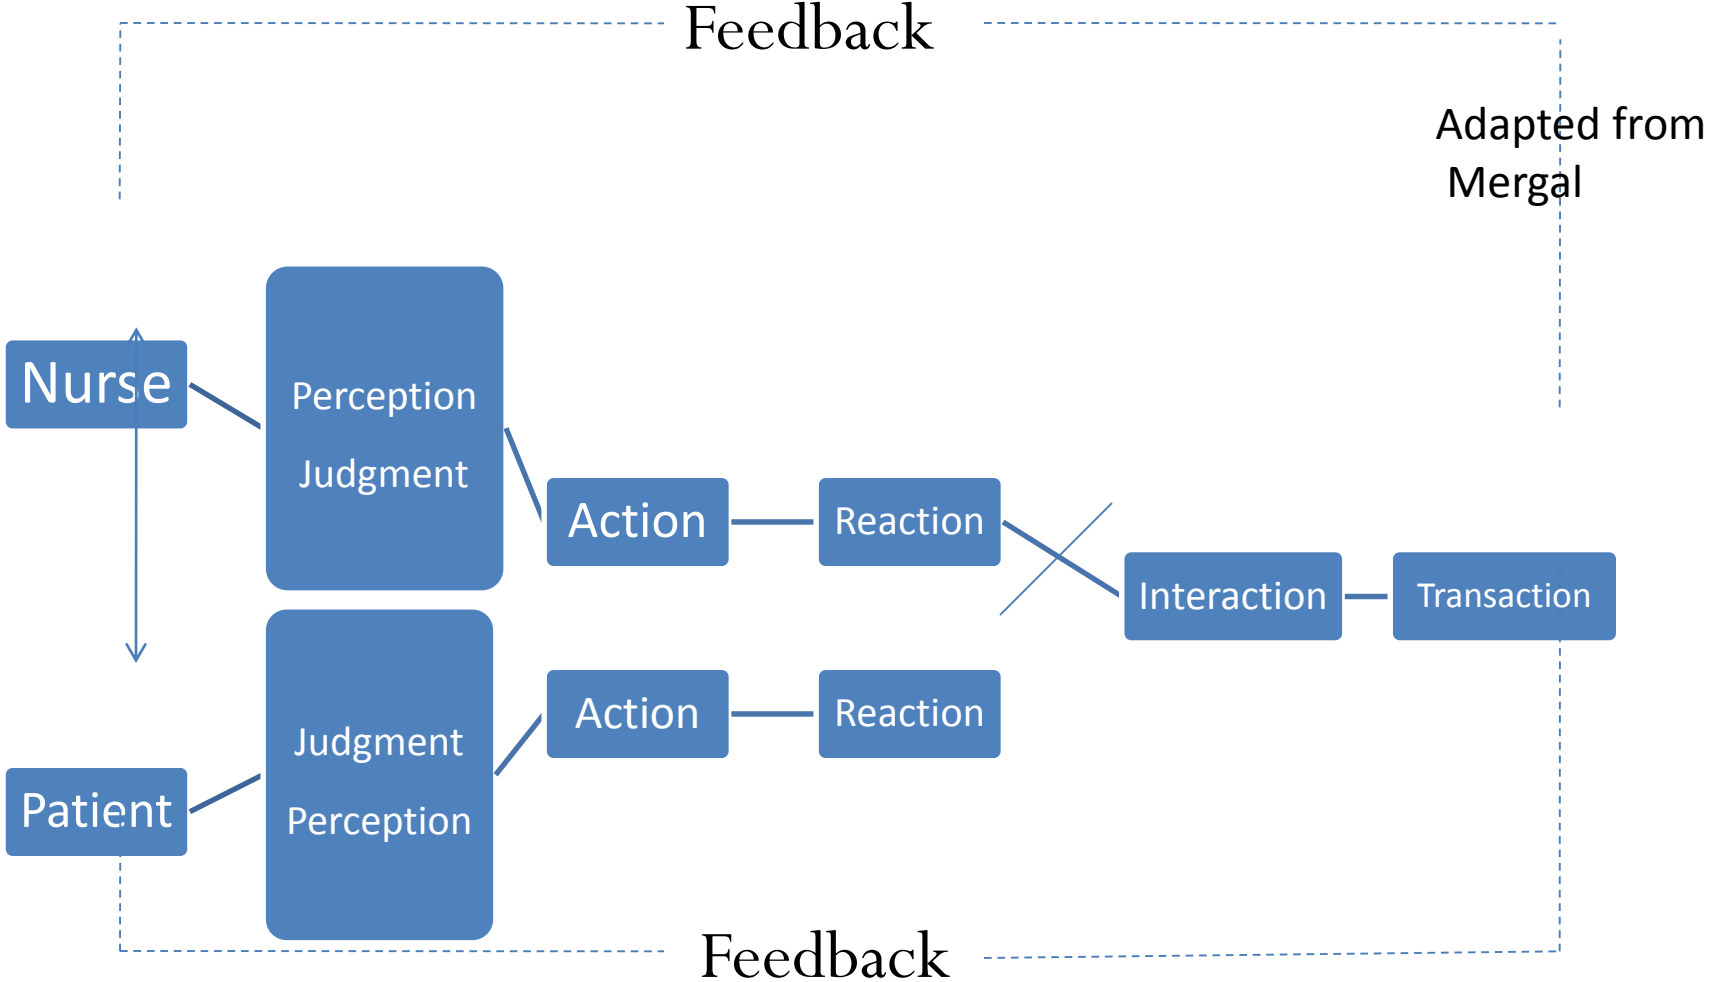 Feedback
Adapted from
Mergal
Nurse
Perception
Judgment
Action
Reaction
Interaction
Transaction
Judgment
Perception
Action
Reaction
Patient
Feedback